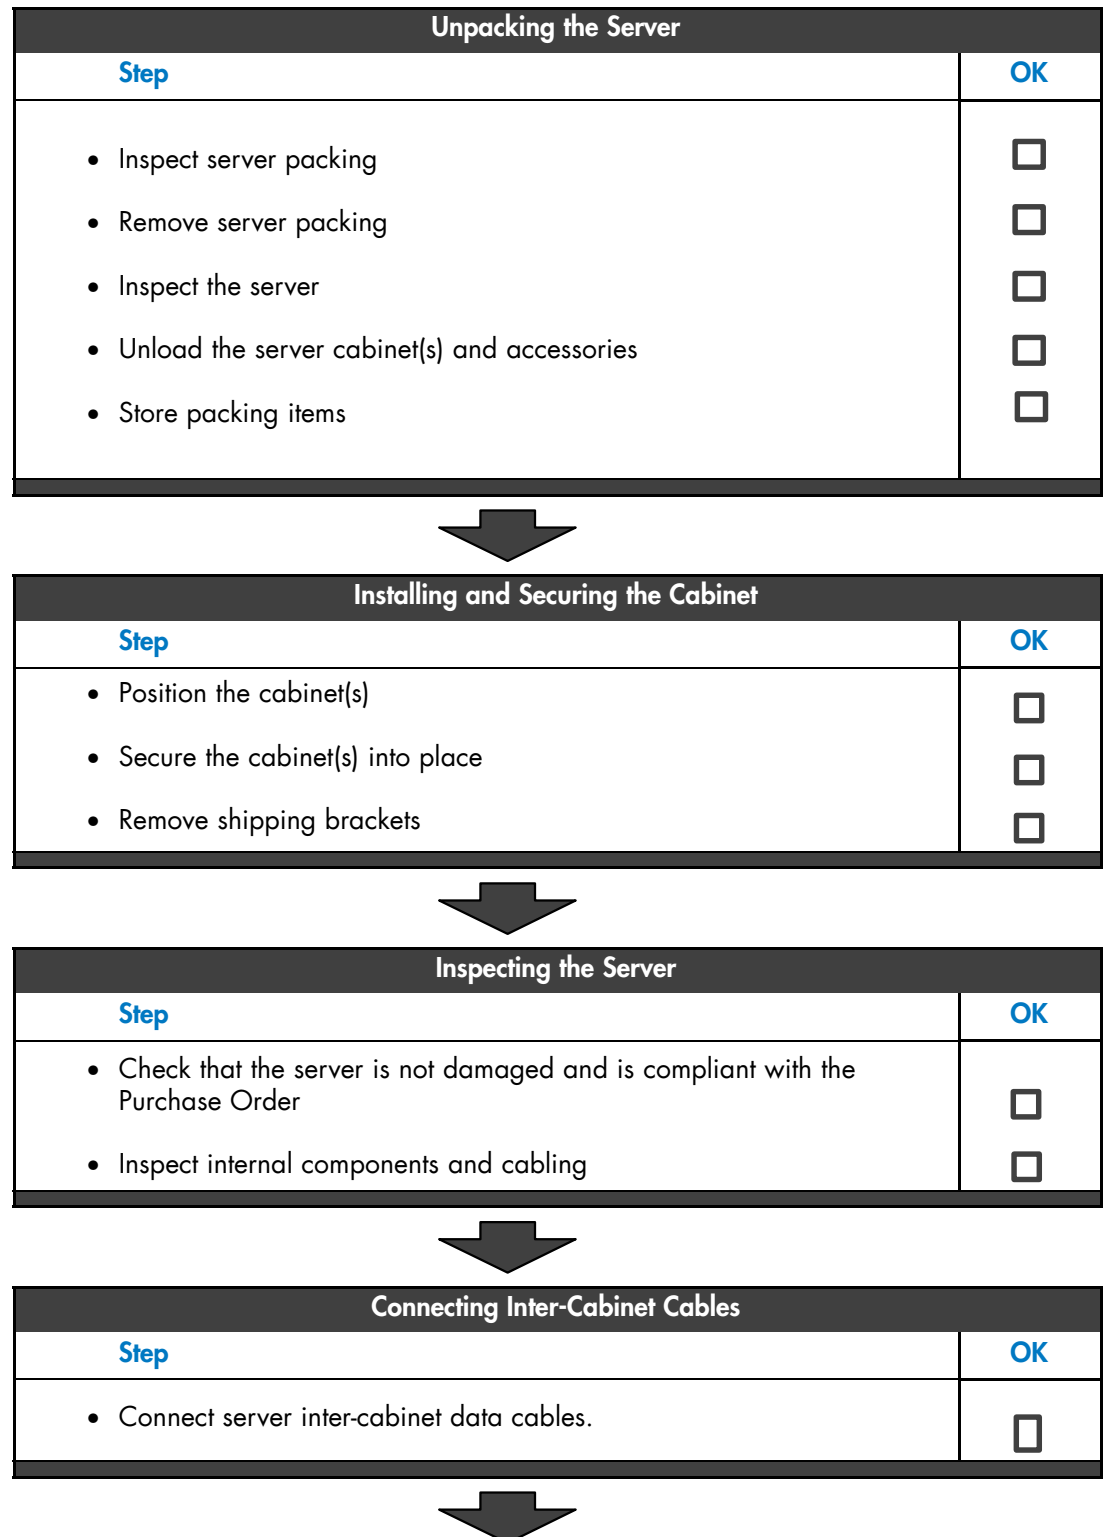 Unpacking the Server
Step OK
• Inspect server packing
• Remove server packing
• Inspect the server
• Unload the server cabinet(s) and accessories
• Store packing items
Installing and Securing the Cabinet
Step OK
• Position the cabinet(s)
• Secure the cabinet(s) into place
• Remove shipping brackets
Inspecting the Server
Step OK
• Check that the server is not damaged and is compliant with the
Purchase Order
• Inspect internal components and cabling
Connecting Inter-Cabinet Cables
Step OK
• Connect server inter-cabinet data cables.